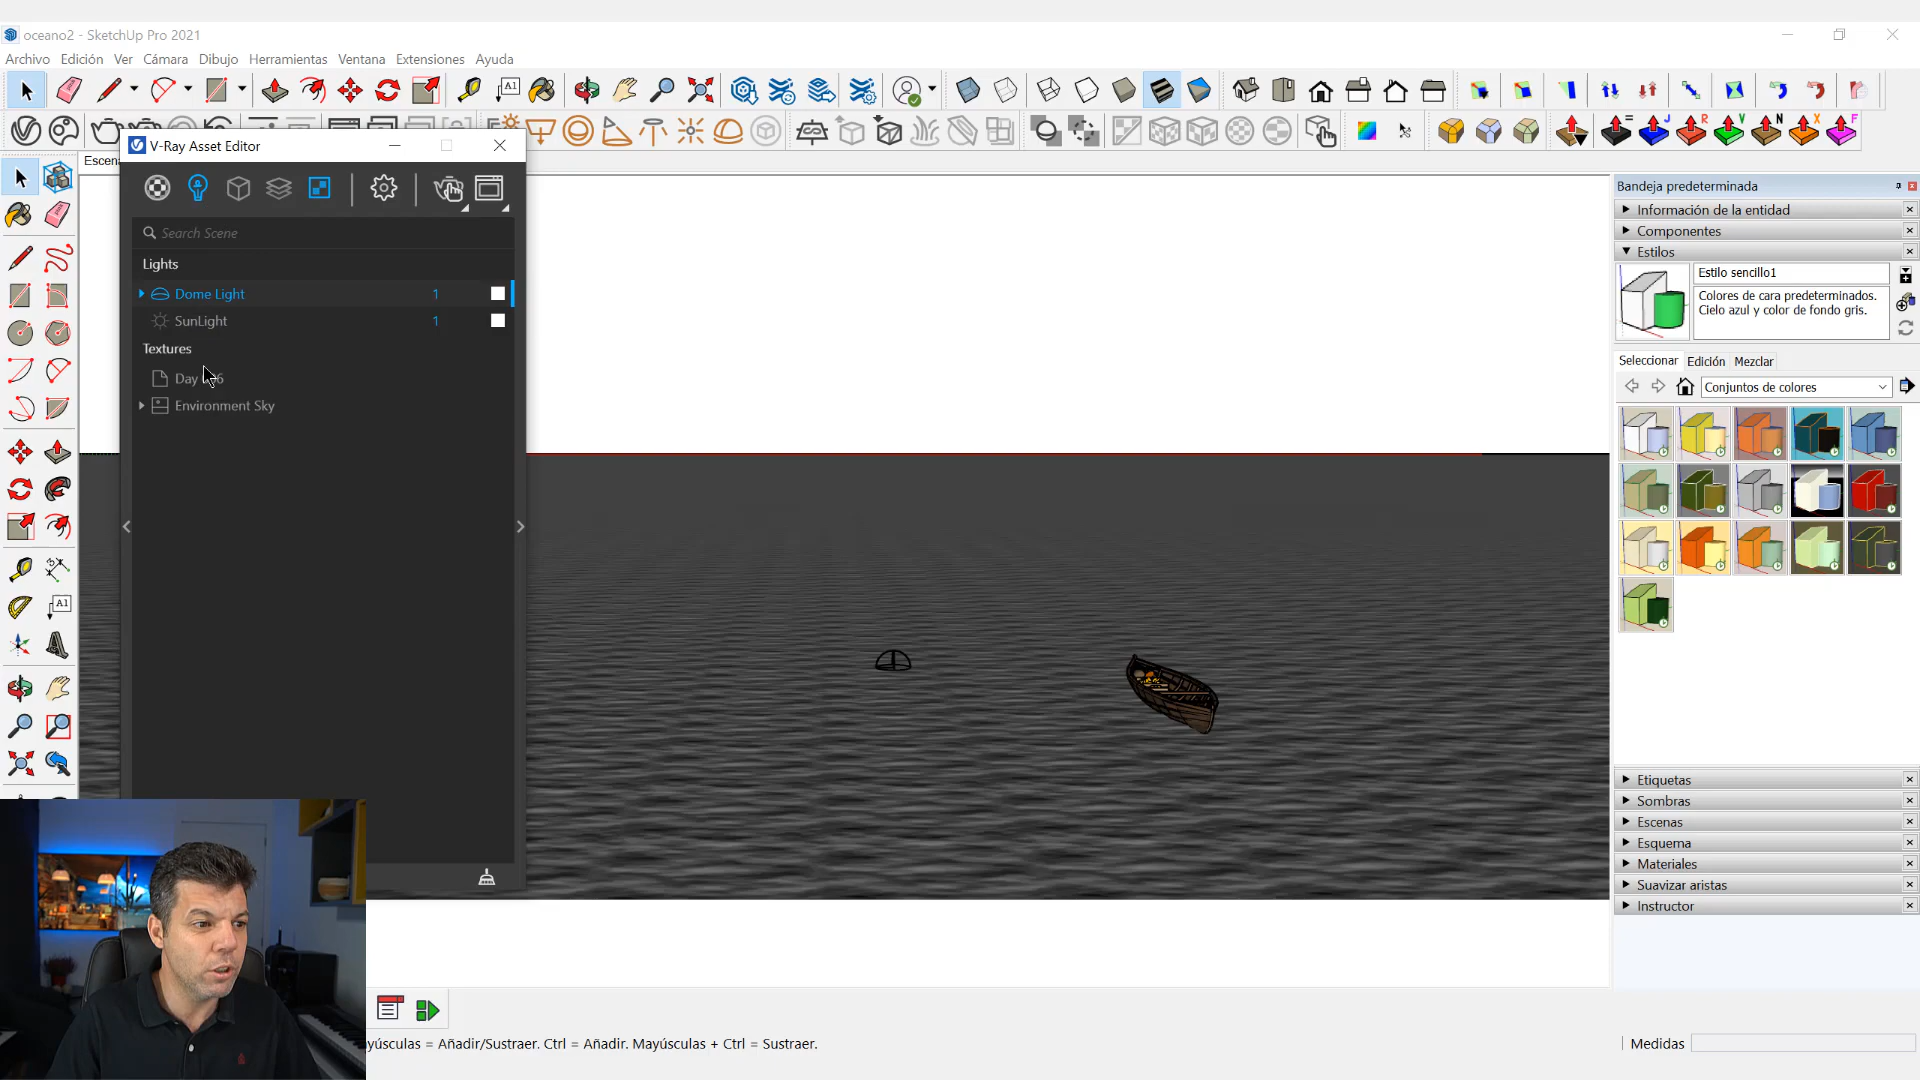 oceano2 - SketchUp Pro 2021
Archivo Edición Ver Cámara Dibujo Herramientas Ventana Extensiones Ayuda
V-Ray Asset Editor
Search Scene
Lights
Dome Light 1
SunLight 1
Textures
Day
Environment Sky
Bandeja predeterminada
Información de la entidad
Componentes
Estilos
Estilo sencillo1
Colores de cara predeterminados.
Cielo azul y color de fondo gris.
Seleccionar Edición Mezclar
Conjuntos de colores
Etiquetas
Sombras
Escenas
Esquema
Materiales
Suavizar aristas
Instructor
ayúsculas = Añadir/Sustraer. Ctrl = Añadir. Mayúsculas + Ctrl = Sustraer.
Medidas